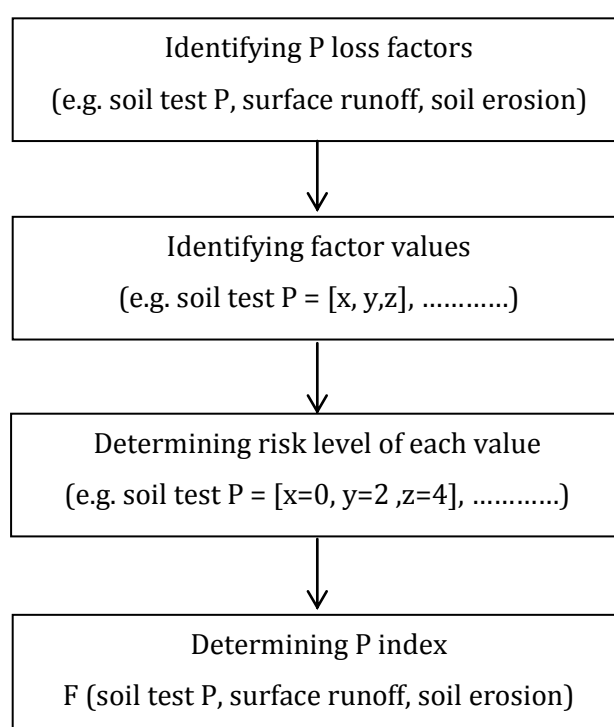 Identifying P loss factors
(e.g. soil test P, surface runoff, soil erosion)
Identifying factor values
(e.g. soil test P = [x, y,z], …………)
Determining risk level of each value
(e.g. soil test P = [x=0, y=2 ,z=4], …………)
Determining P index
F (soil test P, surface runoff, soil erosion)